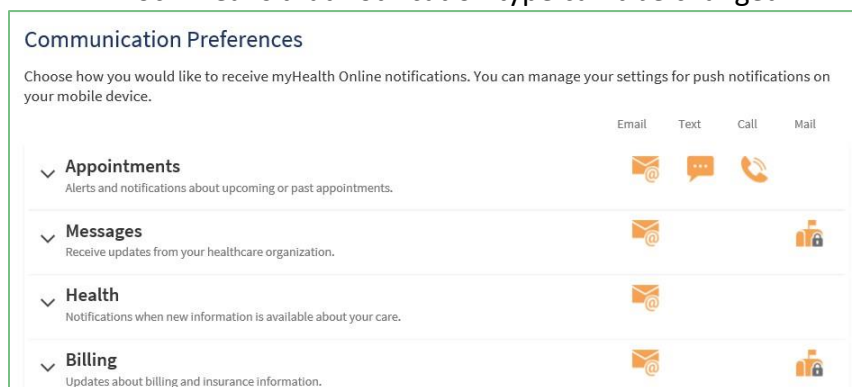 type be changed
Communication Preferences
Choose how you would like to receive myHealth Online notifications. You can manage your settings for push notifications on
your mobile device.
Email Text Call Mail
Appointments
Alerts and notifications about upcoming or past appointments.
Messages
Receive updates from your healthcare organization.
Health
Notifications when new information is available about your care.
Billing
Updates about billing and insurance information.